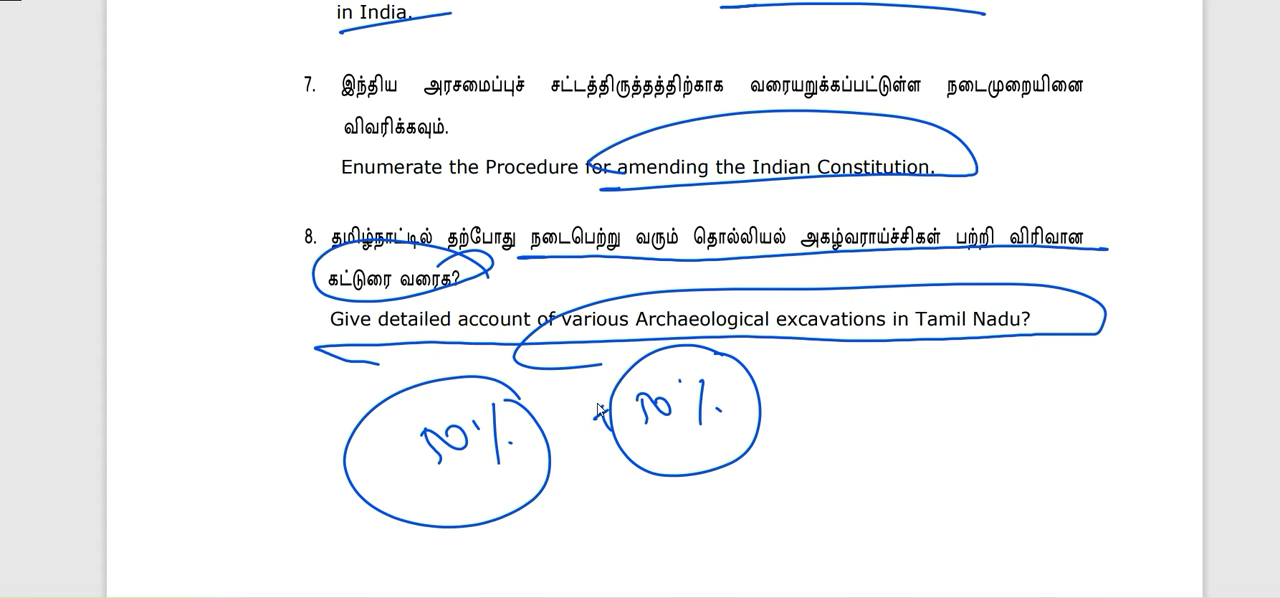 in India.
7. இந்திய அரசமைப்புச் சட்டத்திருத்தத்திற்காக வரையறுக்கப்பட்டுள்ள நடைமுறையினை
விவரிக்கவும்.
Enumerate the Procedure for amending the Indian Constitution.
8. தமிழ்நாட்டில் தற்போது நடைபெற்று வரும் தொல்லியல் அகழ்வராய்ச்சிகள் பற்றி விரிவான
கட்டுரை வரைக?
Give detailed account of various Archaeological excavations in Tamil Nadu?
50% 50%